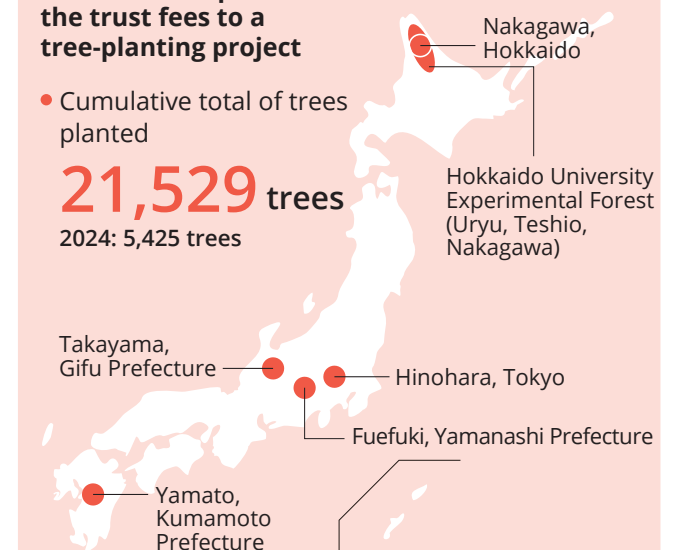 the trust fees to a
tree-planting project
• Cumulative total of trees
planted
21,529 trees
2024: 5,425 trees
Nakagawa,
Hokkaido
Hokkaido University
Experimental Forest
(Uryu, Teshio,
Nakagawa)
Takayama,
Gifu Prefecture
Hinohara, Tokyo
Fuefuki, Yamanashi Prefecture
Yamato,
Kumamoto
Prefecture